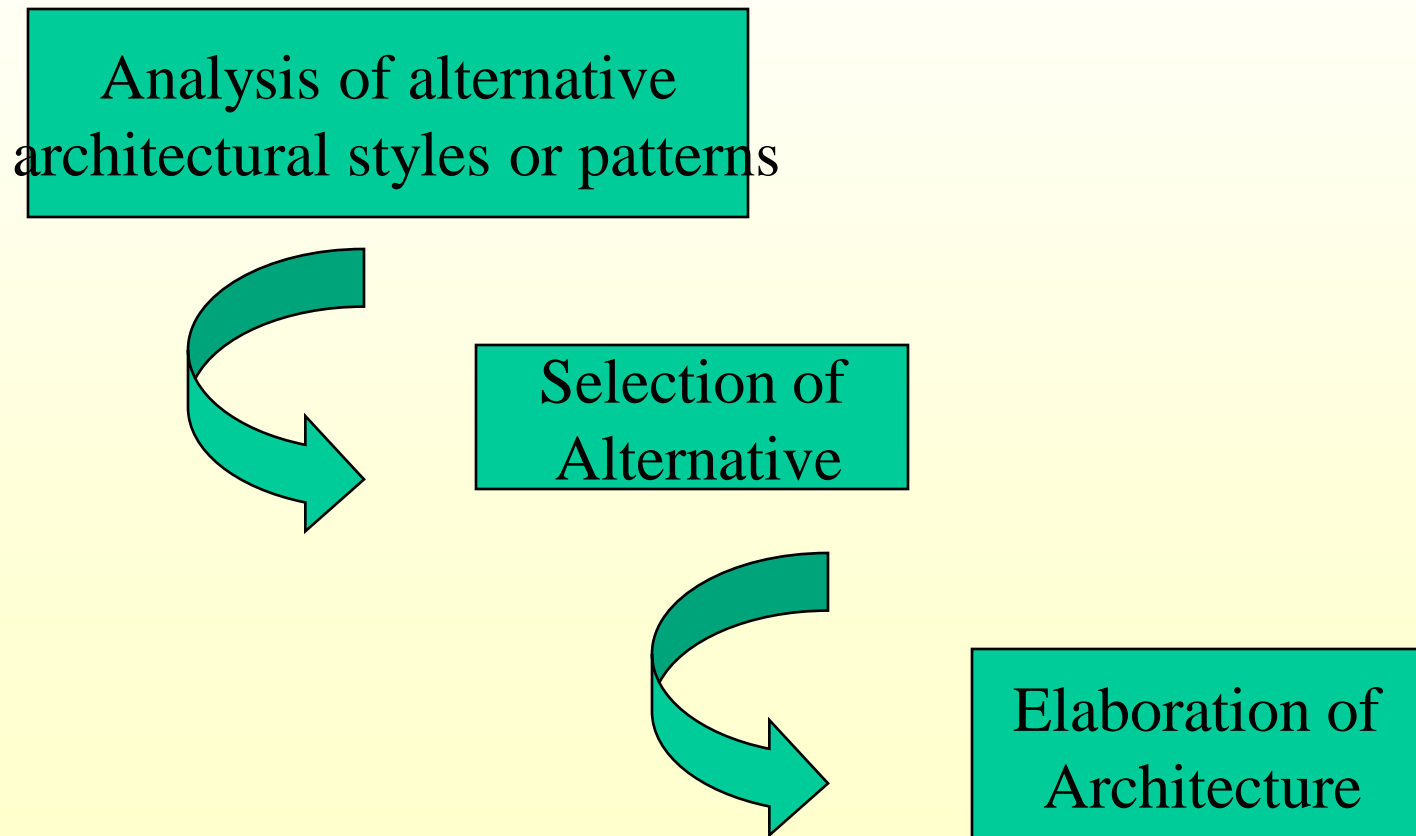 Analysis of alternative
architectural styles or patterns
Selection of
Alternative
Elaboration of
Architecture